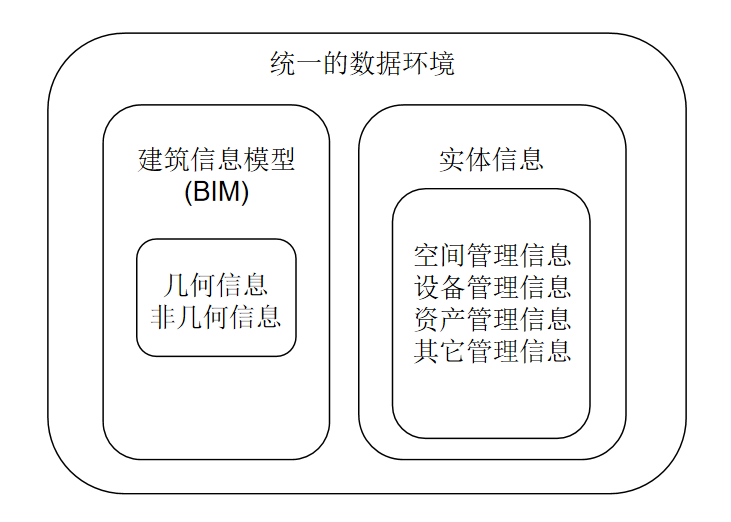 统一的数据环境
建筑信息模型
(BIM)
几何信息
非几何信息
实体信息
空间管理信息
设备管理信息
资产管理信息
其它管理信息